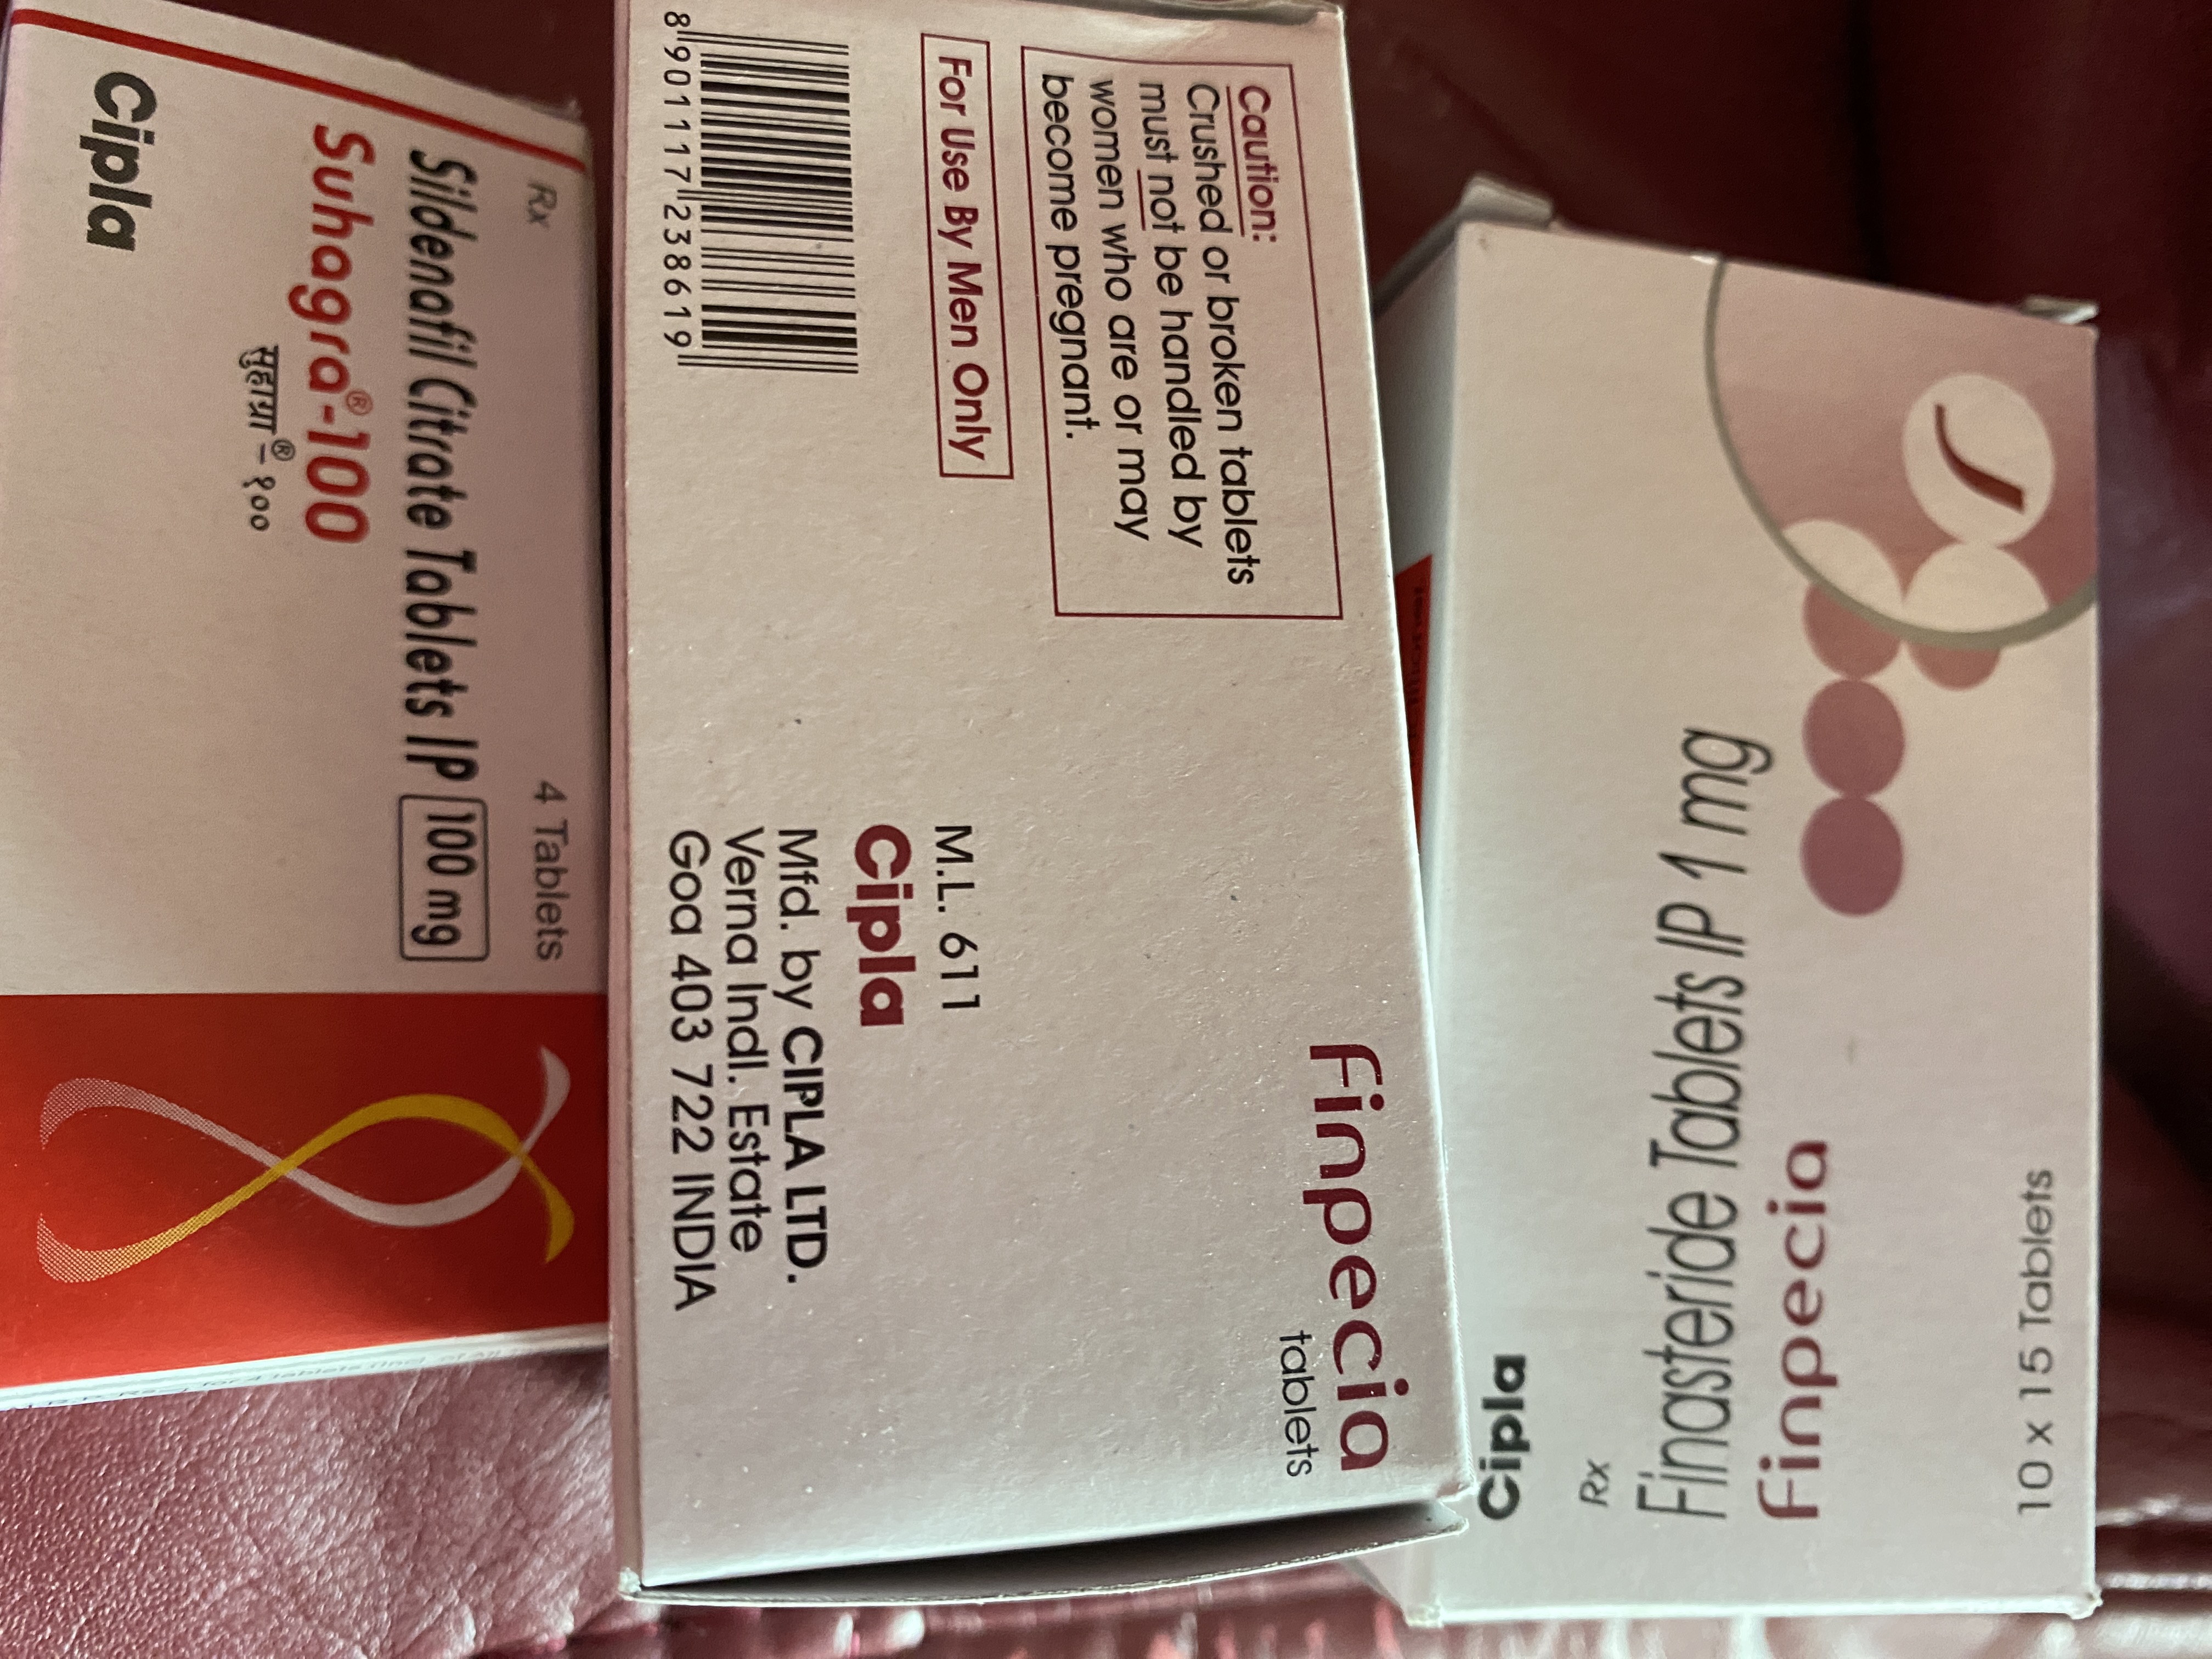 Rx
4 Tablets
Sildenafil Citrate Tablets IP 100 mg
Suhagra®-100
सुहाग्रा®-१००
Cipla
Caution:
Crushed or broken tablets
must not be handled by
women who are or may
become pregnant.
For Use By Men Only
8 901117 238619
Finpecia
tablets
M.L. 611
Cipla
Mfd. by CIPLA LTD.
Verna Indl. Estate
Goa 403 722 INDIA
Cipla
Rx
Finasteride Tablets IP 1 mg
Finpecia
10 x 15 Tablets